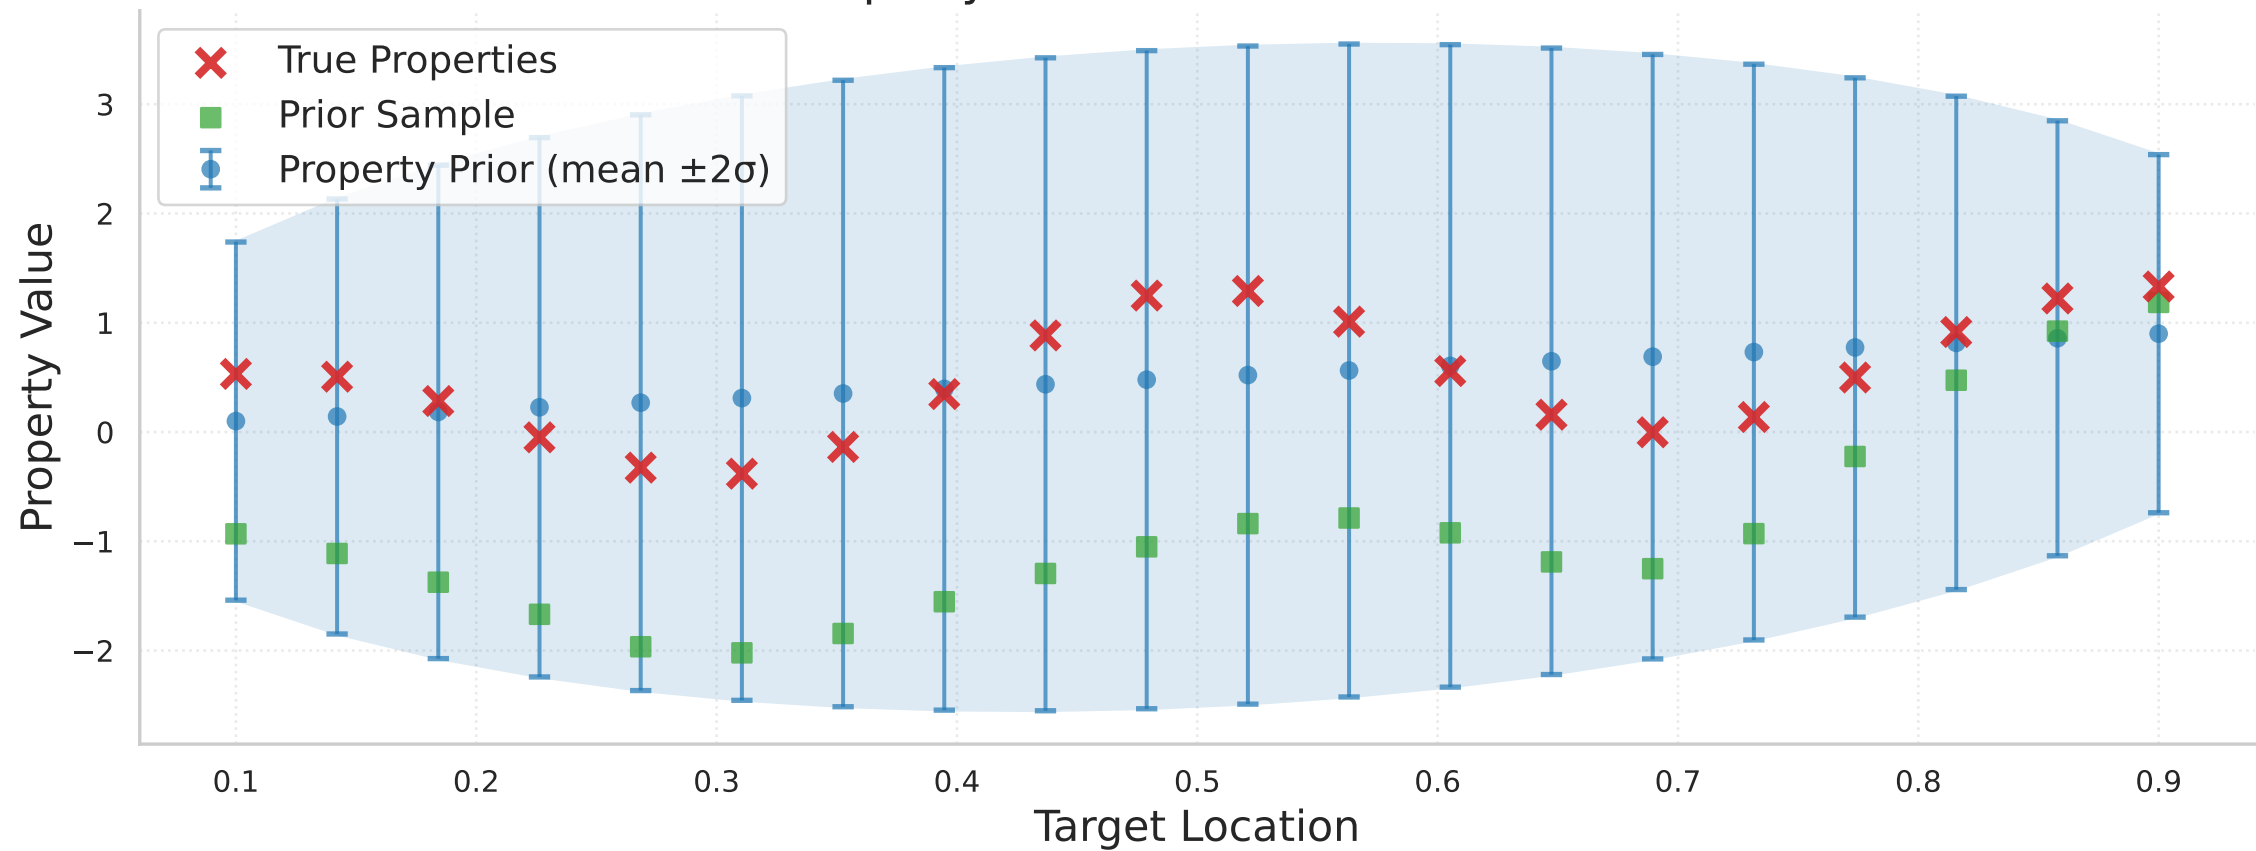 True Properties
Prior Sample
Property Prior (mean ±2σ)
Property Value
3
2
1
0
−1
−2
0.1 0.2 0.3 0.4 0.5 0.6 0.7 0.8 0.9
Target Location